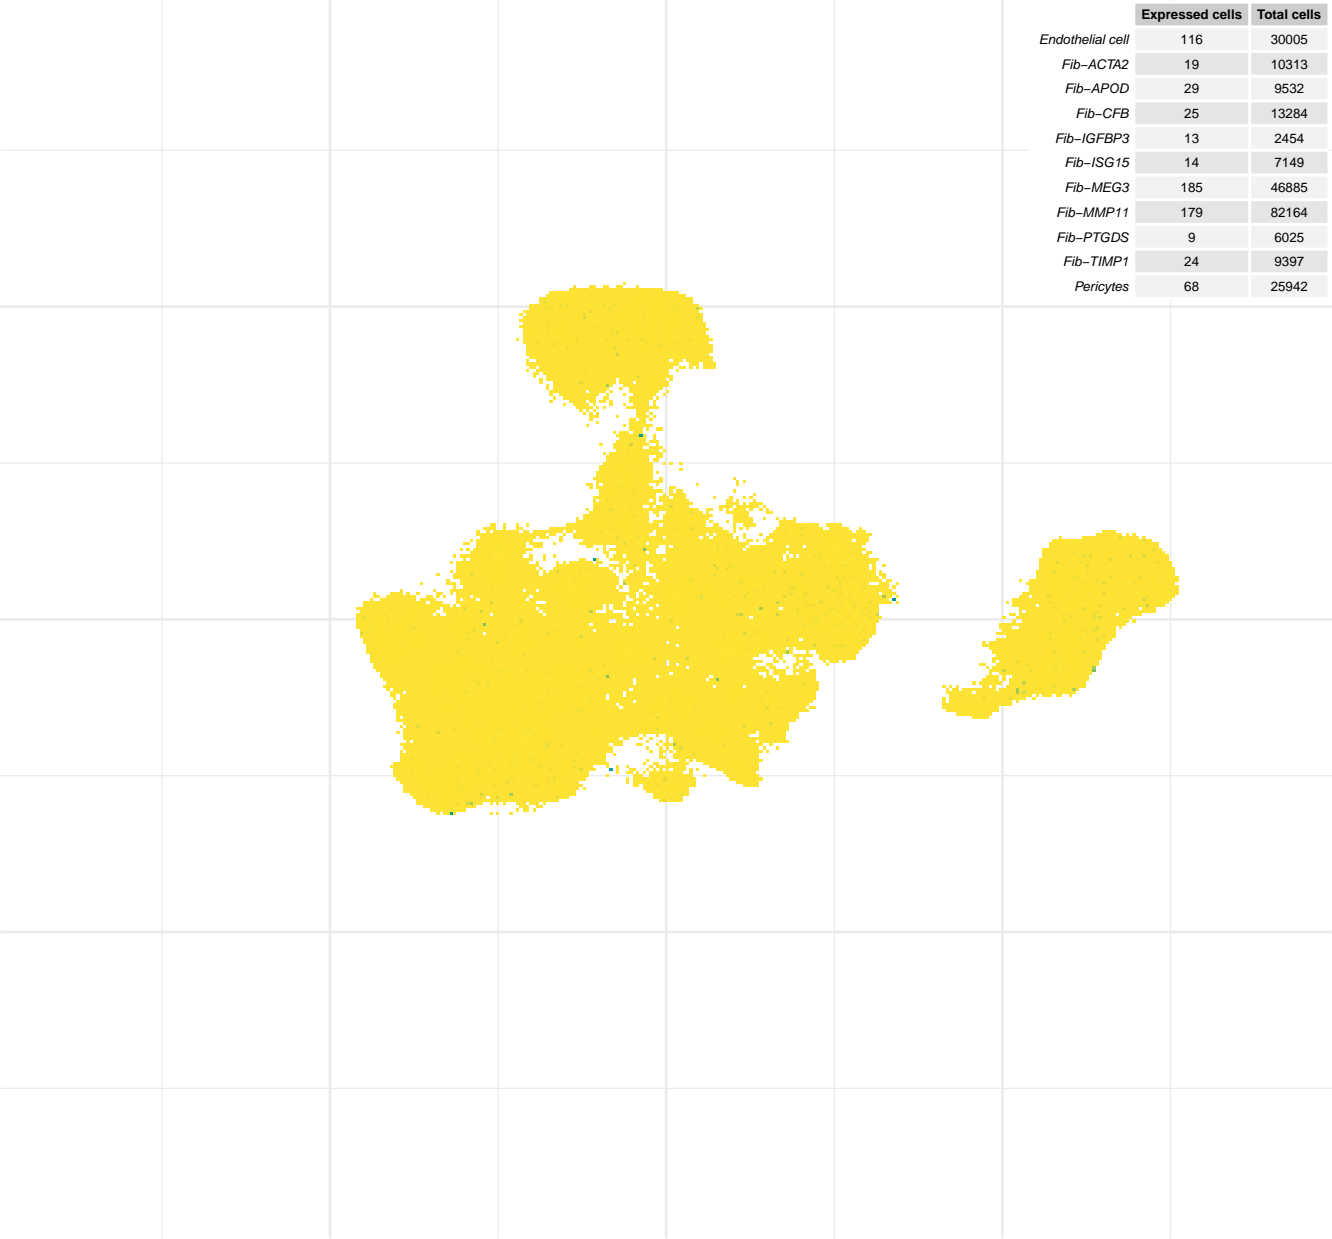 Expressed cells Total cells
Endothelial cell 116 30005
Fib−ACTA2 19 10313
Fib−APOD 29 9532
Fib−CFB 25 13284
Fib−IGFBP3 13 2454
Fib−ISG15 14 7149
Fib−MEG3 185 46885
Fib−MMP11 179 82164
Fib−PTGDS 9 6025
Fib−TIMP1 24 9397
Pericytes 68 25942